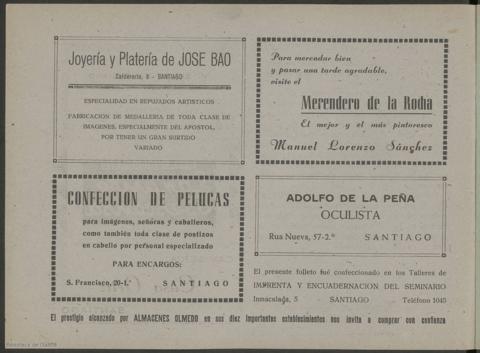 Joyería y Platería de JOSE BAO
Calderería, 8 - SANTIAGO
ESPECIALIDAD EN REPUJADOS ARTISTICOS
FABRICACION DE MEDALLERIA DE TODA CLASE DE
IMAGENES, ESPECIALMENTE DEL APOSTOL,
POR TENER UN GRAN SURTIDO
VARIADO
Para merendar bien
y pasar una tarde agradable,
visite el
Merendero de la Rodia
El mejor y el más pintoresco
Manuel Lorenzo Sánchez
CONFECCION DE PELUCAS
para imágenes, señoras y caballeros,
como también toda clase de postizos
en cabello por personal especializado
PARA ENCARGOS:
S. Francisco, 20-1.° SANTIAGO
ADOLFO DE LA PEÑA
OCULISTA
Rua Nueva, 57-2.° SANTIAGO
El presente folleto fué confeccionado en los Talleres de
IMPRENTA Y ENCUADERNACION DEL SEMINARIO
Inmaculada, 5 SANTIAGO Teléfono 1045
El prestigio alcanzado por ALMACENES OLMEDO en sus diez importantes establecimientos nos invita a comprar con confianza